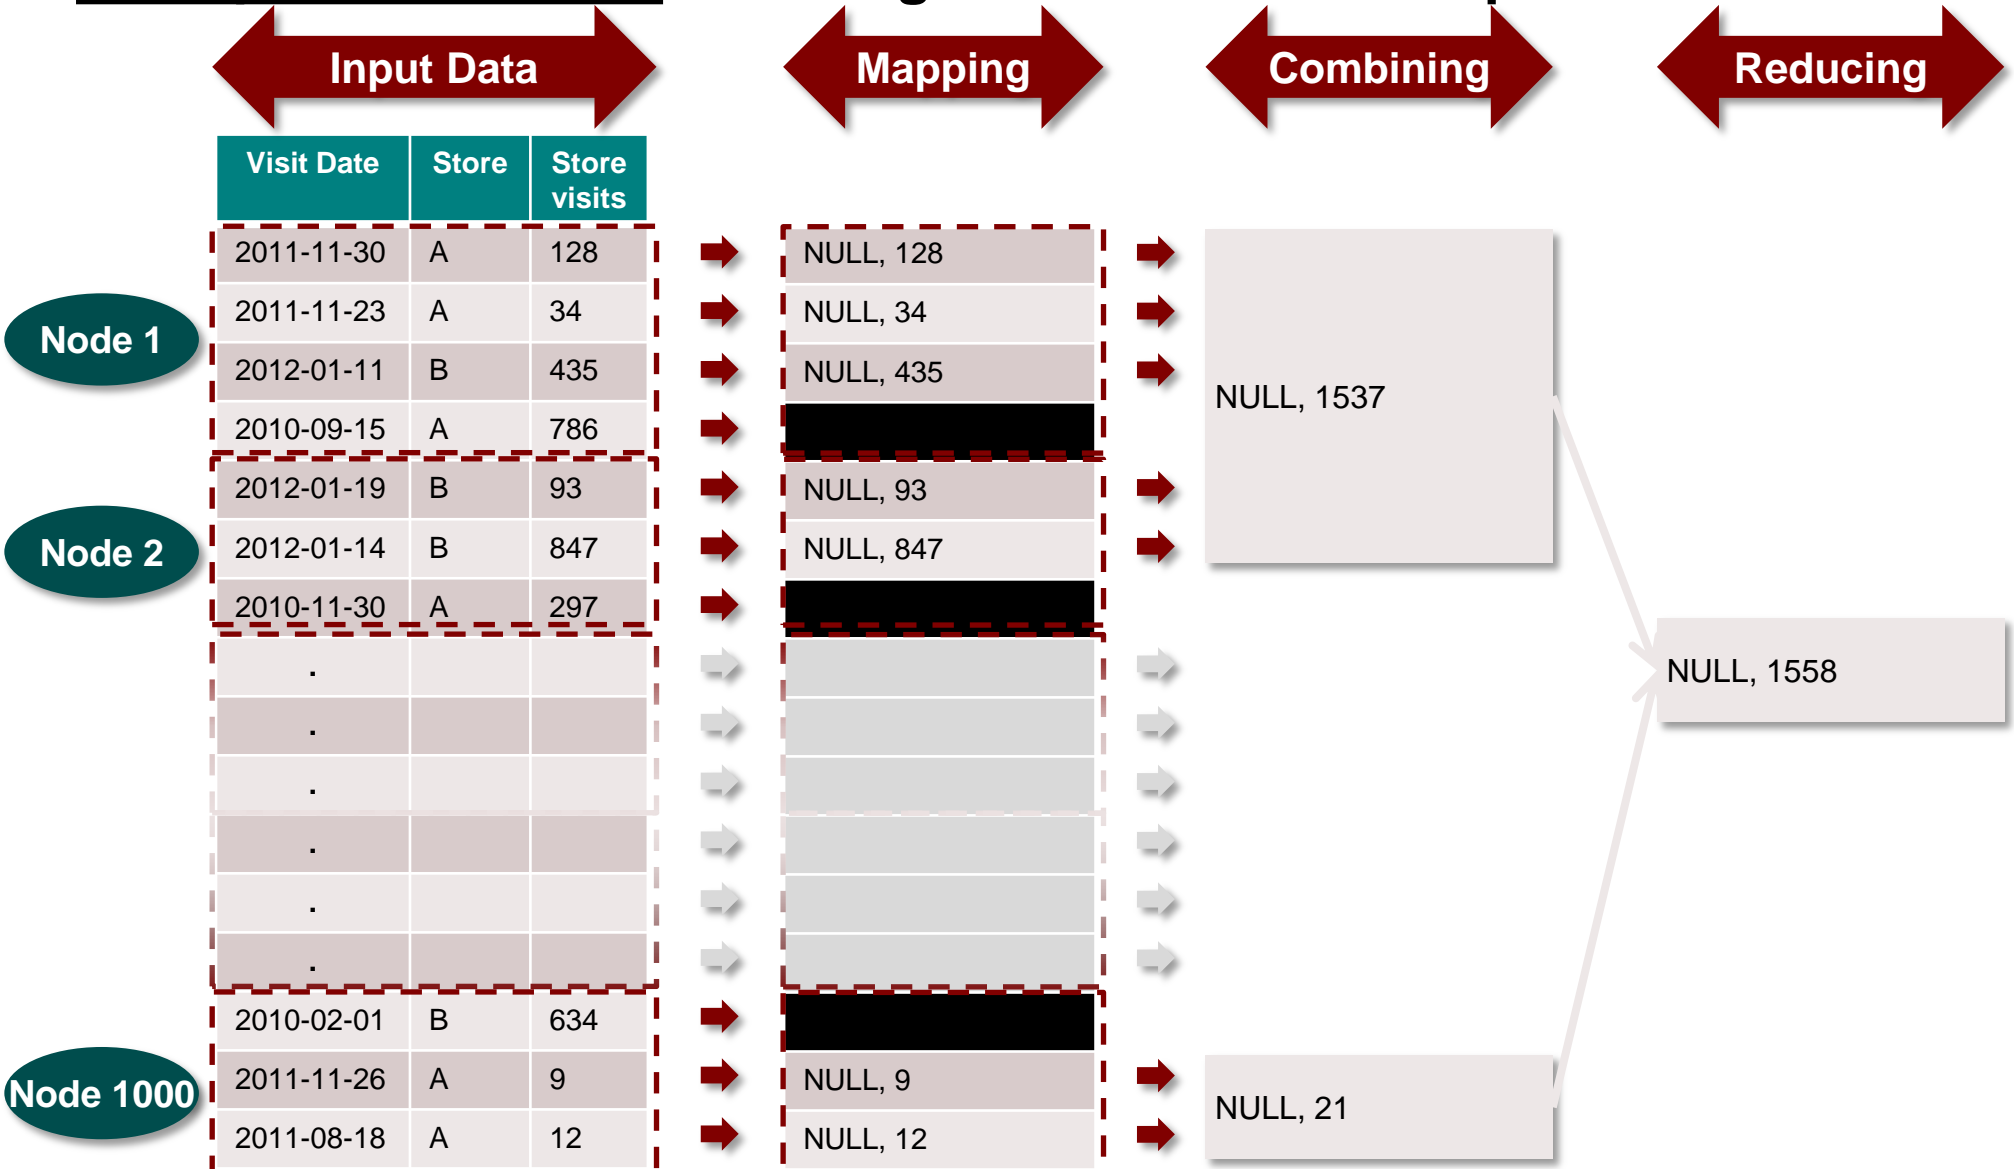 Input Data Mapping Combining Reducing
Visit Date Store Store visits
2011-11-30 A 128 NULL, 128
2011-11-23 A 34 NULL, 34
Node 1
2012-01-11 B 435 NULL, 435
NULL, 1537
2010-09-15 A 786
2012-01-19 B 93 NULL, 93
Node 2
2012-01-14 B 847 NULL, 847
2010-11-30 A 297
.
NULL, 1558
.
.
.
.
.
2010-02-01 B 634
2011-11-26 A 9 NULL, 9
Node 1000
NULL, 21
2011-08-18 A 12 NULL, 12